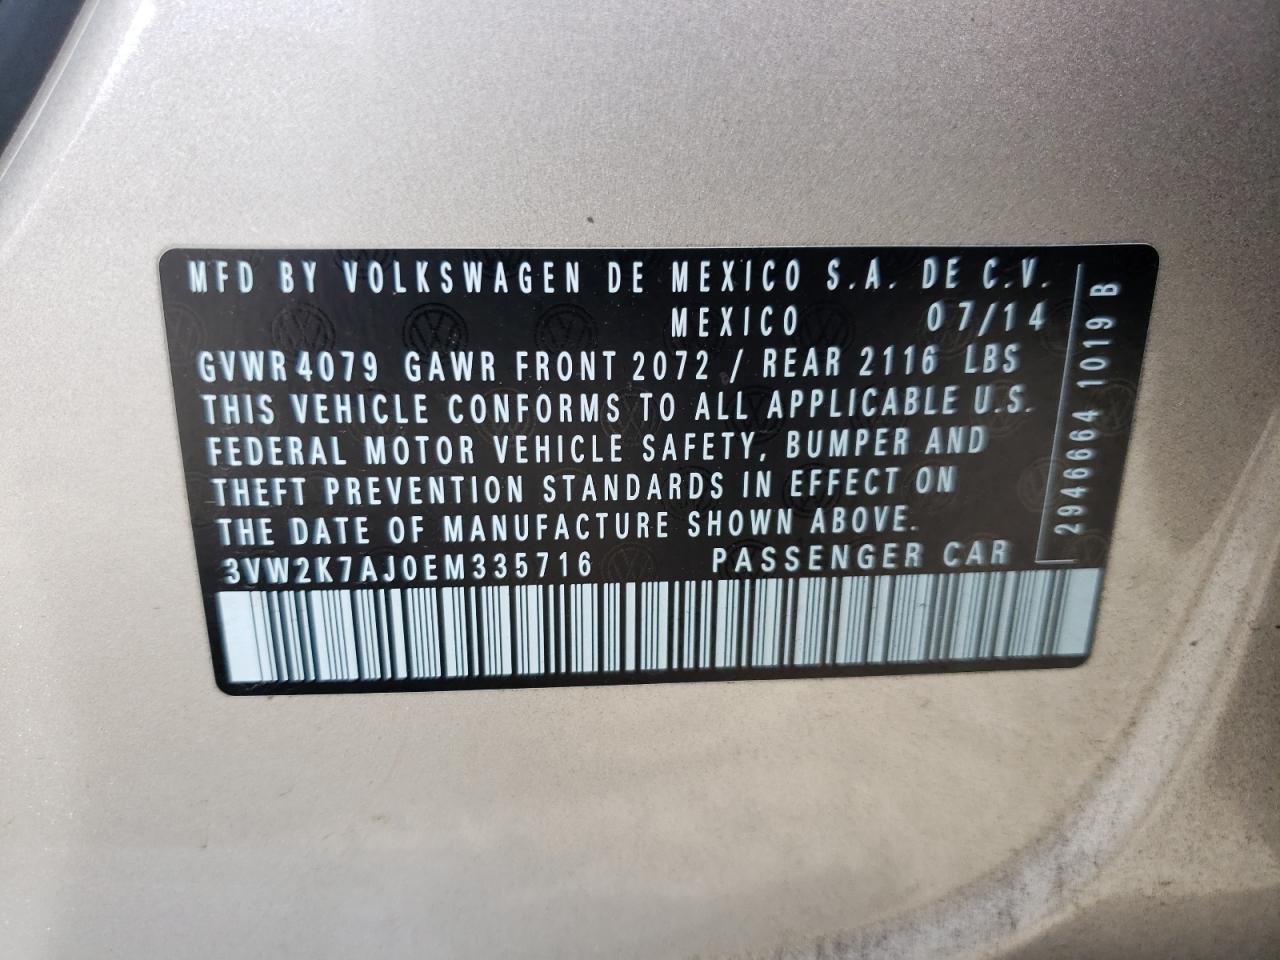 MFD BY VOLKSWAGEN DE MEXICO S.A. DE C.V.
MEXICO 07/14
GVWR 4079 GAWR FRONT 2072 / REAR 2116 LBS
THIS VEHICLE CONFORMS TO ALL APPLICABLE U.S.
FEDERAL MOTOR VEHICLE SAFETY, BUMPER AND
THEFT PREVENTION STANDARDS IN EFFECT ON
THE DATE OF MANUFACTURE SHOWN ABOVE.
3VW2K7AJ0EM335716 PASSENGER CAR
2946664 1019 B